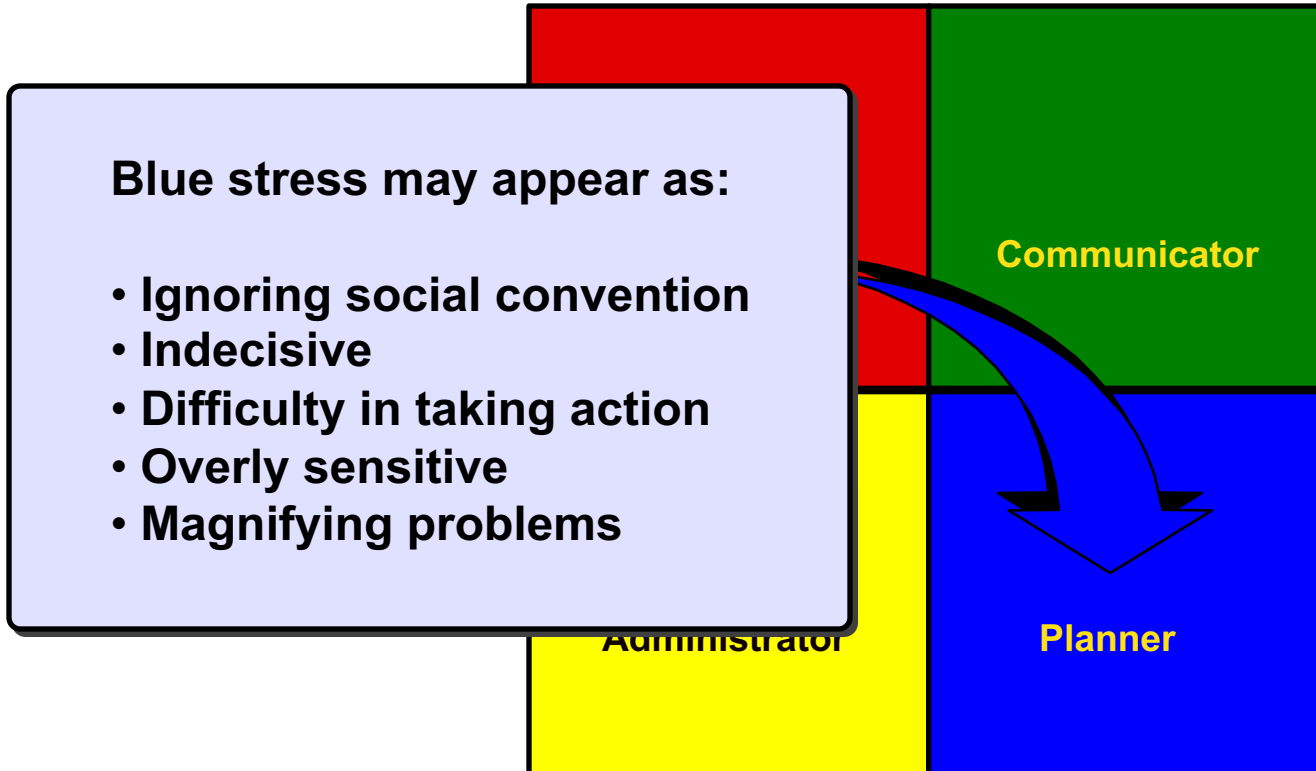 Blue stress may appear as:
• Ignoring social convention
• Indecisive
• Difficulty in taking action
• Overly sensitive
• Magnifying problems
Communicator
Administrator
Planner